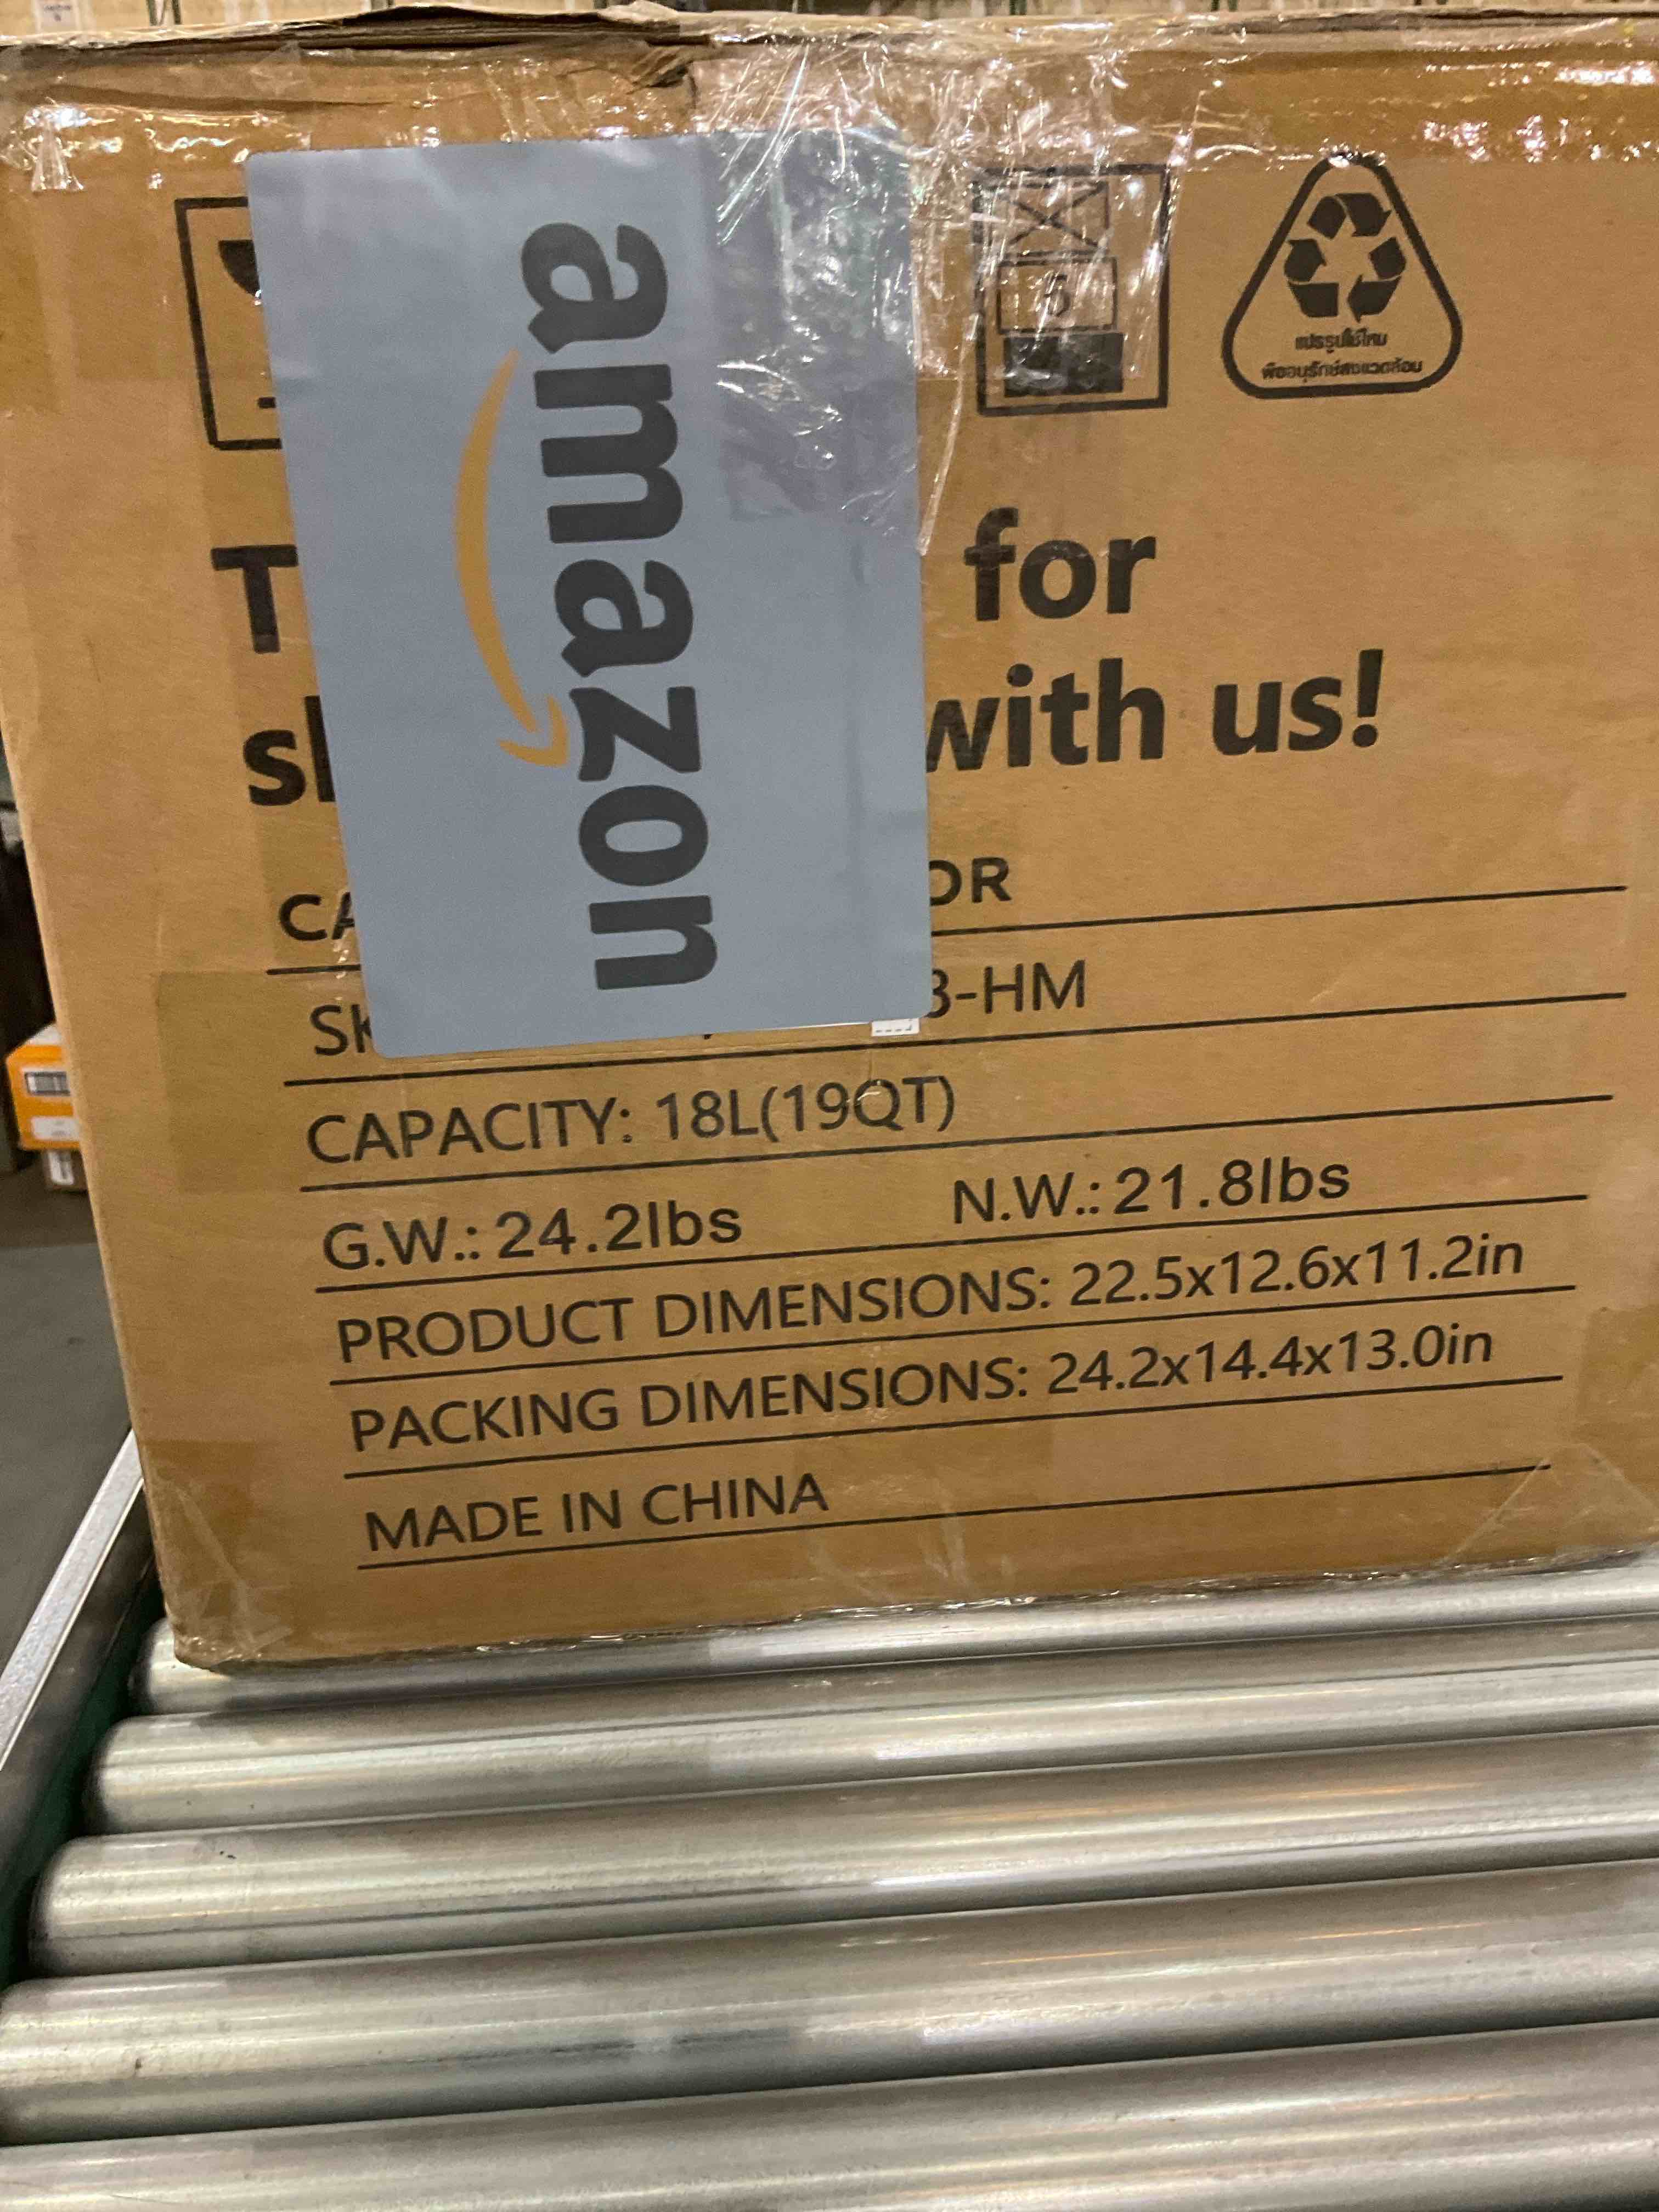 amazon
5
แปรรูปใช้ใหม่
เพื่ออนุรักษ์สิ่งแวดล้อม
for
with us!
CAPACITY: 18L(19QT)
G.W.: 24.2lbs N.W.: 21.8lbs
PRODUCT DIMENSIONS: 22.5x12.6x11.2in
PACKING DIMENSIONS: 24.2x14.4x13.0in
MADE IN CHINA